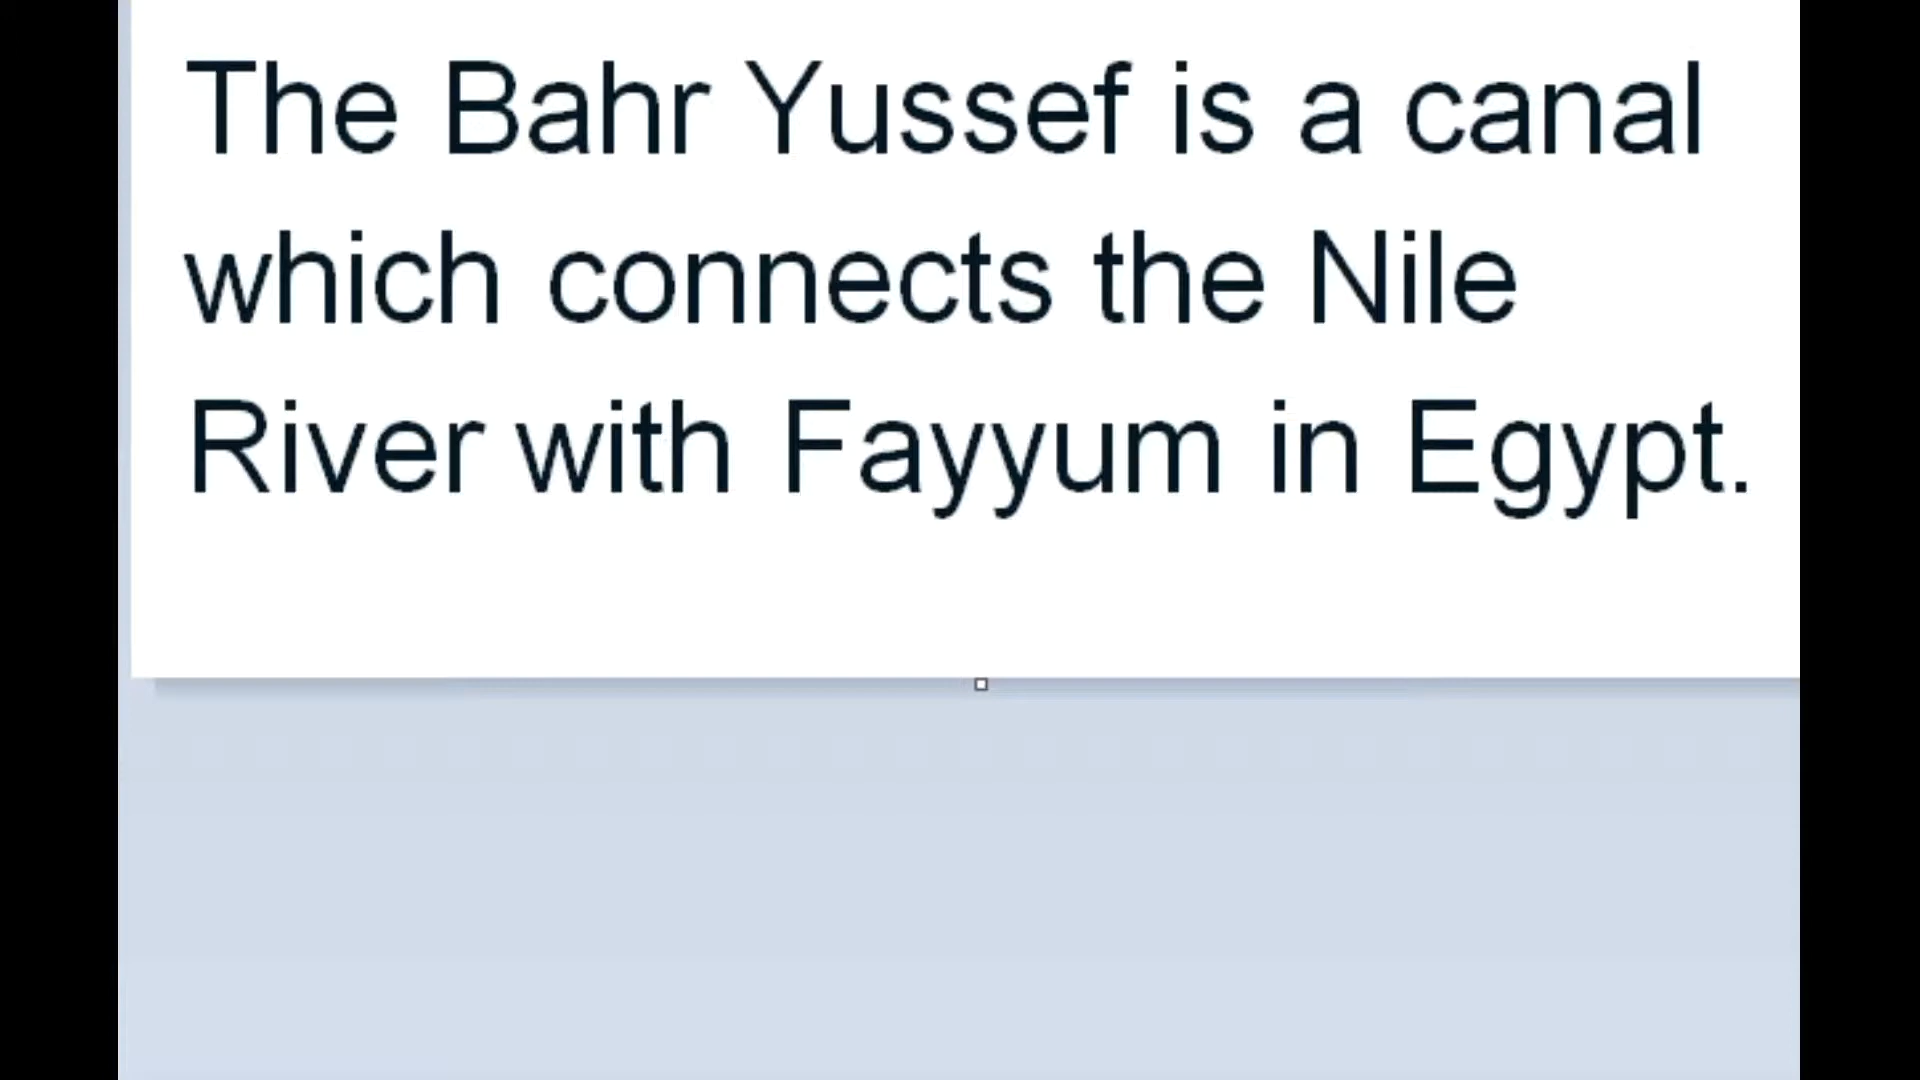 The Bahr Yussef is a canal
which connects the Nile
River with Fayyum in Egypt.